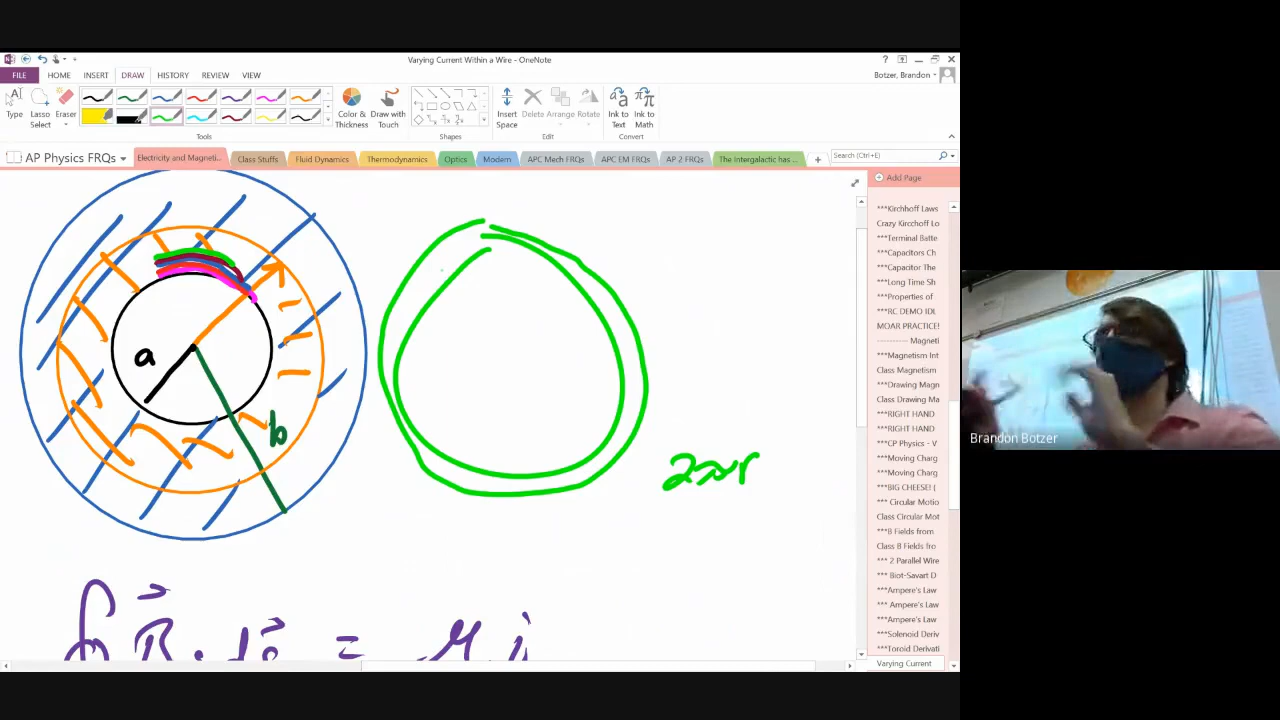 Varying Current Within a Wire - OneNote
FILE HOME INSERT DRAW HISTORY REVIEW VIEW
Botzer, Brandon
Type
Lasso Select
Eraser
Color & Thickness
Draw with Touch
Insert Space
Delete
Arrange
Rotate
Ink to Text
Ink to Math
Tools
Shapes
Edit
Convert
AP Physics FRQs
Electricity and Magneti...
Class Stuffs
Fluid Dynamics
Thermodynamics
Optics
Modern
APC Mech FRQs
APC EM FRQs
AP 2 FRQs
The Intergalactic has ...
Search (Ctrl+E)
Add Page
***Kirchhoff Laws
Crazy Kircchoff Lo
***Terminal Batte
***Capacitors Ch
***Capacitor The
***Long Time Sh
***Properties of
***RC DEMO IDL
MOAR PRACTICE!
---------- Magneti
***Magnetism Int
Class Magnetism
***Drawing Magn
Class Drawing Ma
***RIGHT HAND
***RIGHT HAND
***CP Physics - V
***Moving Charg
***Moving Charg
***BIG CHEESE! (
*** Circular Motio
Class Circular Mot
***B Fields from
Class B Fields fro
*** 2 Parallel Wire
*** Biot-Savart D
***Ampere's Law
*** Ampere's Law
***Ampere's Law
***Solenoid Deriv
***Toroid Derivati
Varying Current
a
b
2πr
Brandon Botzer